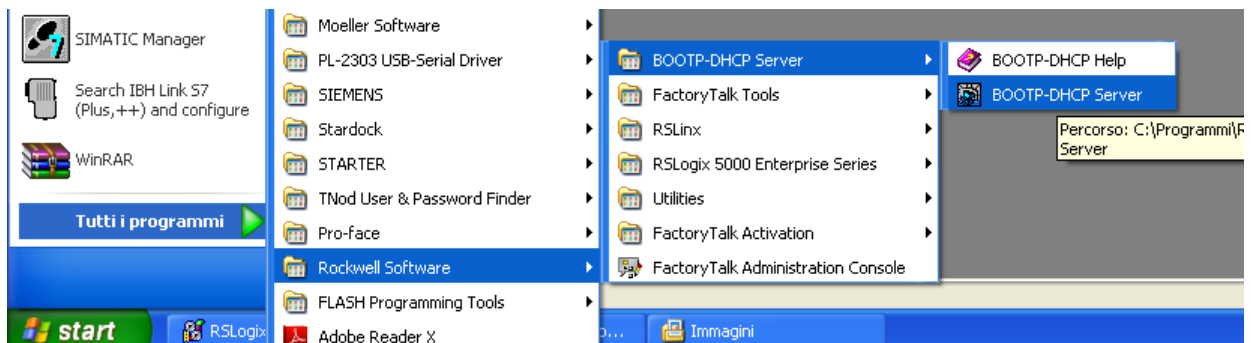 SIMATIC Manager
Search IBH Link S7
(Plus,++) and configure
WinRAR
Tutti i programmi
Moeller Software
PL-2303 USB-Serial Driver
SIEMENS
Stardock
STARTER
TNod User & Password Finder
Pro-face
Rockwell Software
FLASH Programming Tools
Adobe Reader X
BOOTP-DHCP Server
FactoryTalk Tools
RSLinx
RSLogix 5000 Enterprise Series
Utilities
FactoryTalk Activation
FactoryTalk Administration Console
BOOTP-DHCP Help
BOOTP-DHCP Server
Percorso: C:\Programmi\R
Server
start
RSLogix
Immagini